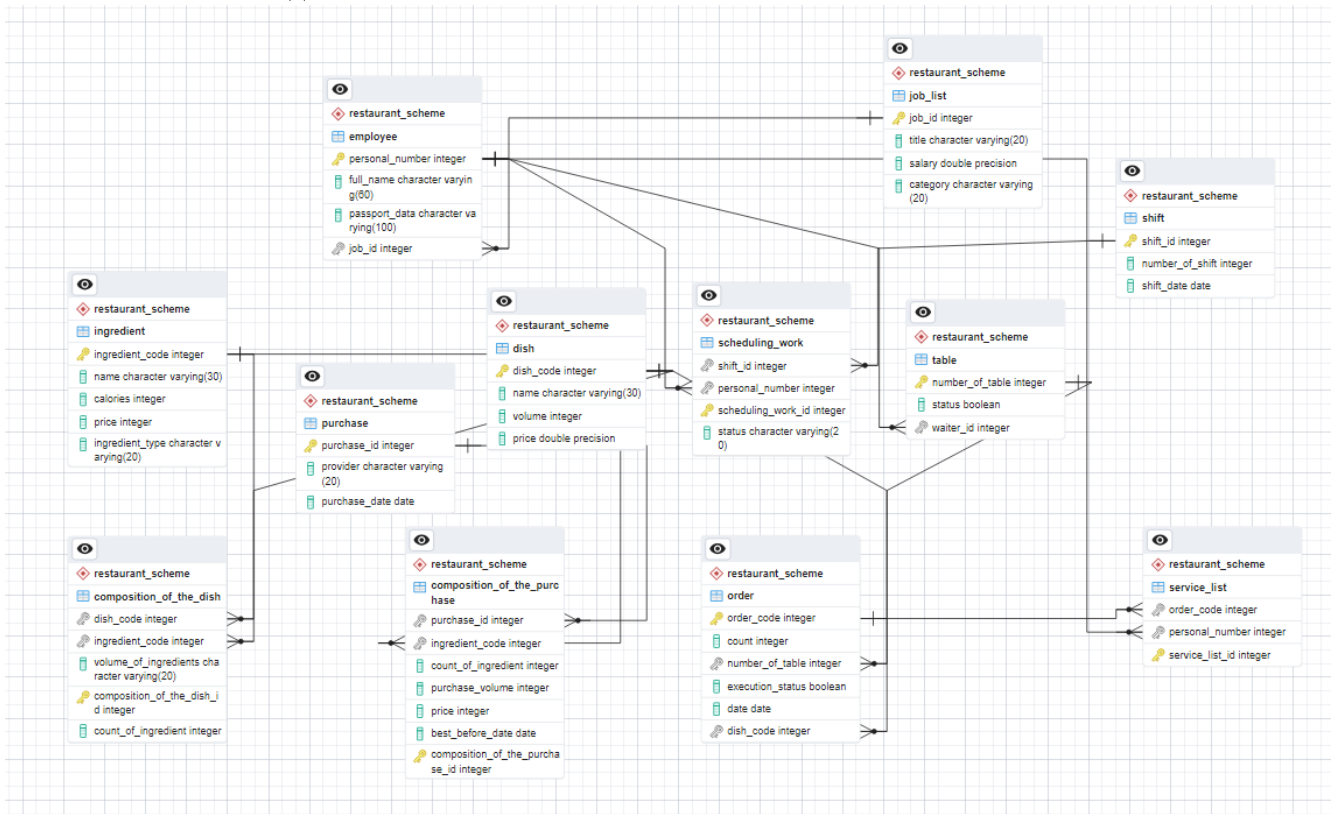 restaurant_scheme
job_list
job_id integer
title character varying(20)
salary double precision
category character varying
(20)
restaurant_scheme
employee
personal_number integer
full_name character varyin
g(60)
passport_data character va
rying(100)
job_id integer
restaurant_scheme
shift
shift_id integer
number_of_shift integer
shift_date date
restaurant_scheme
ingredient
ingredient_code integer
name character varying(30)
calories integer
price integer
ingredient_type character v
arying(20)
restaurant_scheme
purchase
purchase_id integer
provider character varying
(20)
purchase_date date
restaurant_scheme
dish
dish_code integer
name character varying(30)
volume integer
price double precision
restaurant_scheme
scheduling_work
shift_id integer
personal_number integer
scheduling_work_id integer
status character varying(2
0)
restaurant_scheme
table
number_of_table integer
status boolean
waiter_id integer
restaurant_scheme
composition_of_the_dish
dish_code integer
ingredient_code integer
volume_of_ingredients cha
racter varying(20)
composition_of_the_dish_i
d integer
count_of_ingredient integer
restaurant_scheme
composition_of_the_purc
hase
purchase_id integer
ingredient_code integer
count_of_ingredient integer
purchase_volume integer
price integer
best_before_date date
composition_of_the_purcha
se_id integer
restaurant_scheme
order
order_code integer
count integer
number_of_table integer
execution_status boolean
date date
dish_code integer
restaurant_scheme
service_list
order_code integer
personal_number integer
service_list_id integer